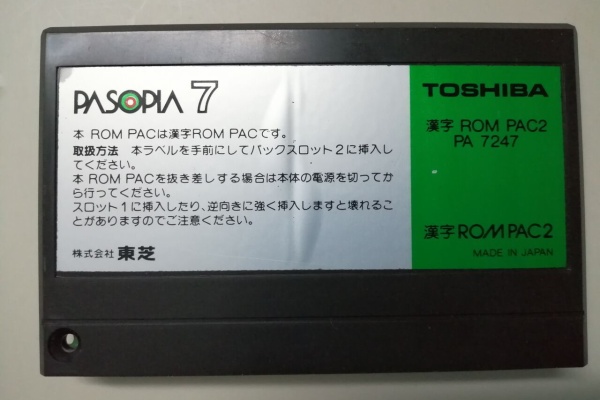 PASOPIA 7
本 ROM PACは漢字ROM PACです。
取扱方法 本ラベルを手前にしてパックスロット2に挿入し
てください。
本 ROM PACを抜き差しする場合は本体の電源を切ってか
ら行ってください。
スロット1に挿入したり、逆向きに強く挿入しますと壊れるこ
とがありますのでご注意ください。
株式会社 東芝
TOSHIBA
漢字 ROM PAC2
PA 7247
漢字ROM PAC2
MADE IN JAPAN